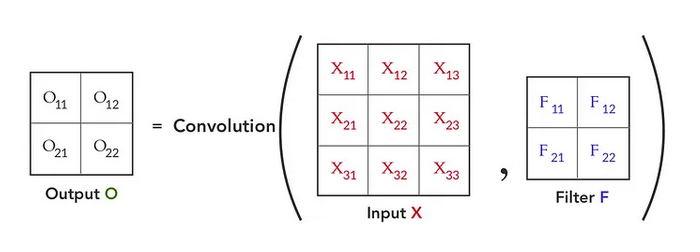 O11 O12
O21 O22
Output O
= Convolution
X11 X12 X13
X21 X22 X23
X31 X32 X33
Input X
,
F11 F12
F21 F22
Filter F